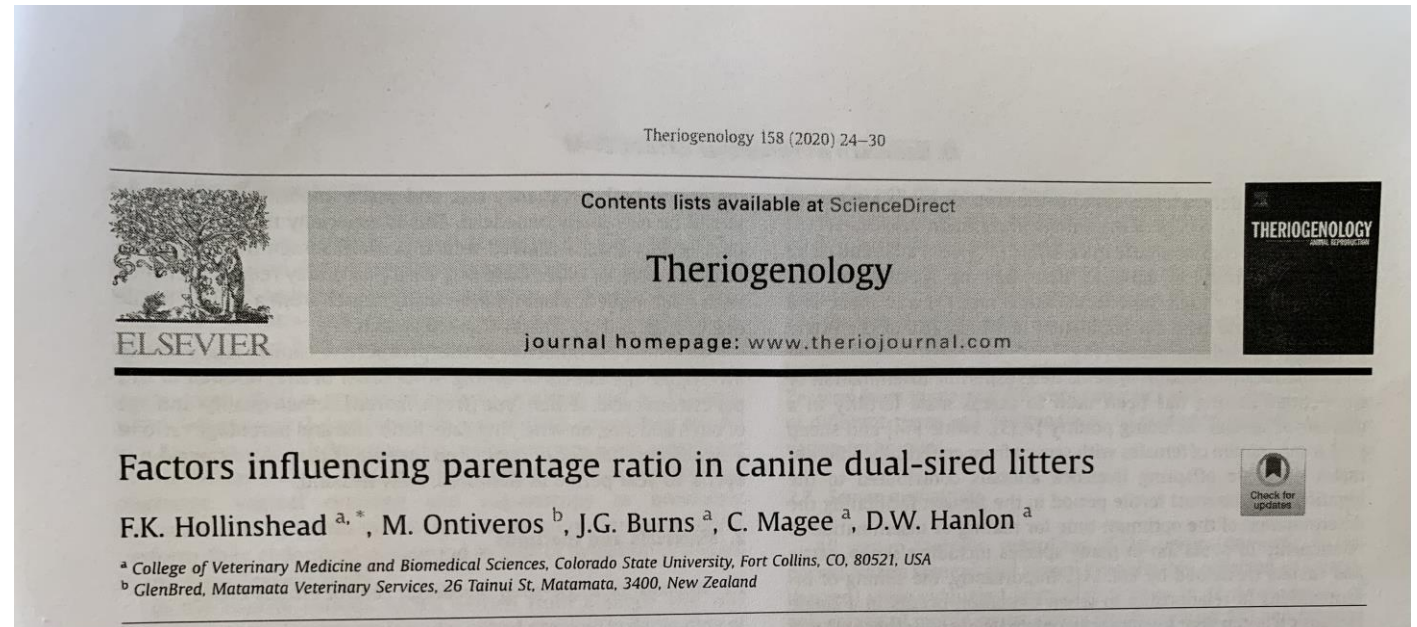 Theriogenology 158 (2020) 24–30
Contents lists available at ScienceDirect
Theriogenology
journal homepage: www.theriojournal.com
ELSEVIER
THERIOGENOLOGY
ANIMAL REPRODUCTION
Factors influencing parentage ratio in canine dual-sired litters
Check for
updates
F.K. Hollinshead a, *, M. Ontiveros b, J.G. Burns a, C. Magee a, D.W. Hanlon a
a College of Veterinary Medicine and Biomedical Sciences, Colorado State University, Fort Collins, CO, 80521, USA
b GlenBred, Matamata Veterinary Services, 26 Tainui St, Matamata, 3400, New Zealand